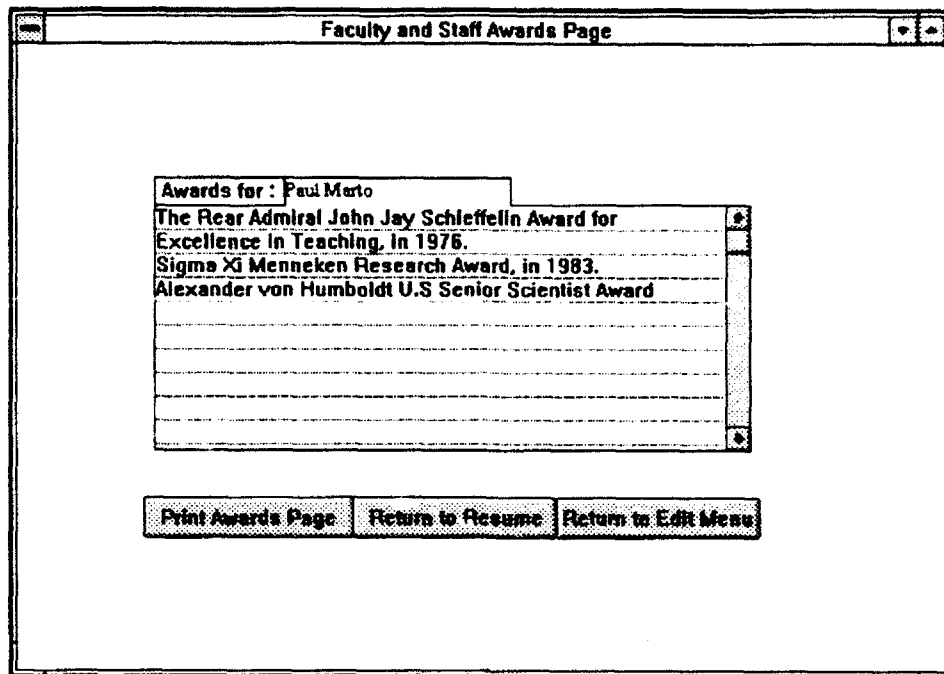 Faculty and Staff Awards Page
Awards for : Paul Marto
The Rear Admiral John Jay Schieffelin Award for
Excellence in Teaching, in 1976.
Sigma Xi Menneken Research Award, in 1983.
Alexander von Humboldt U.S Senior Scientist Award
Print Awards Page Return to Resume Return to Edit Menu